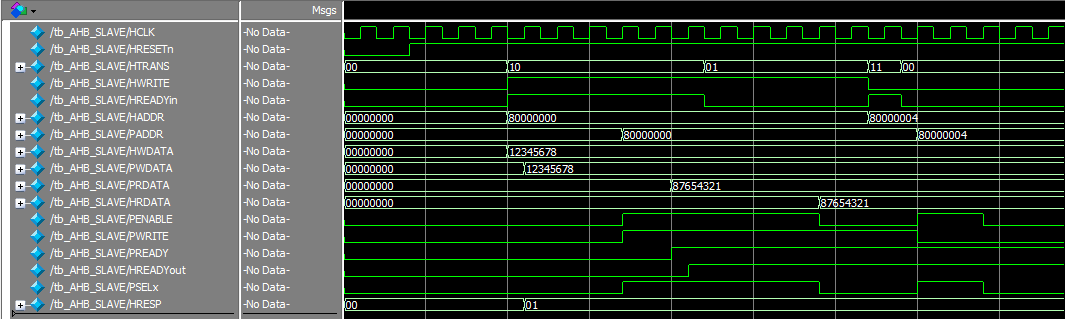 Msgs
/tb_AHB_SLAVE/HCLK -No Data-
/tb_AHB_SLAVE/HRESETn -No Data-
/tb_AHB_SLAVE/HTRANS -No Data- 00 10 01 11 00
/tb_AHB_SLAVE/HWRITE -No Data-
/tb_AHB_SLAVE/HREADYin -No Data-
/tb_AHB_SLAVE/HADDR -No Data- 00000000 80000000 80000004
/tb_AHB_SLAVE/PADDR -No Data- 00000000 80000000 80000004
/tb_AHB_SLAVE/HWDATA -No Data- 00000000 12345678
/tb_AHB_SLAVE/PWDATA -No Data- 00000000 12345678
/tb_AHB_SLAVE/PRDATA -No Data- 00000000 87654321
/tb_AHB_SLAVE/HRDATA -No Data- 00000000 87654321
/tb_AHB_SLAVE/PENABLE -No Data-
/tb_AHB_SLAVE/PWRITE -No Data-
/tb_AHB_SLAVE/PREADY -No Data-
/tb_AHB_SLAVE/HREADYout -No Data-
/tb_AHB_SLAVE/PSELx -No Data-
/tb_AHB_SLAVE/HRESP -No Data- 00 01